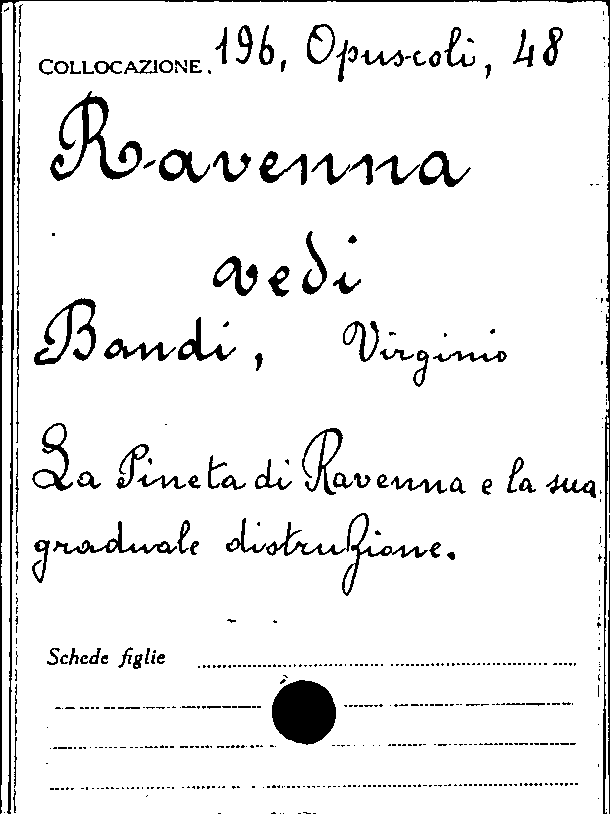 COLLOCAZIONE. 196, Opuscoli, 48
Ravenna
vedi
Bandi, Virginio
La Pineta di Ravenna e la sua
graduale distruzione.
Schede figlie